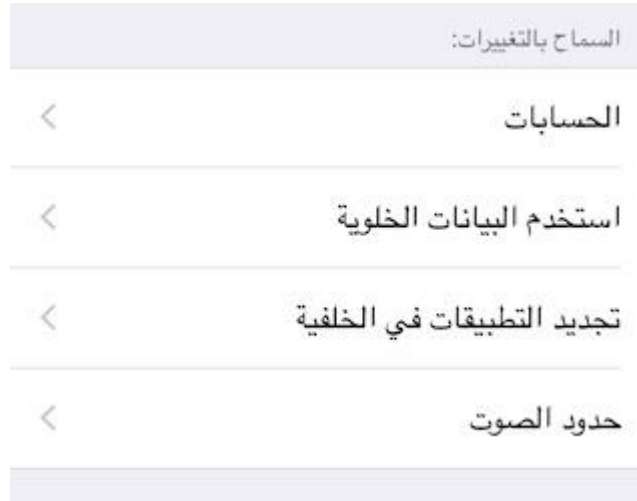 السماح بالتغييرات:
الحسابات
استخدم البيانات الخلوية
تجديد التطبيقات في الخلفية
حدود الصوت